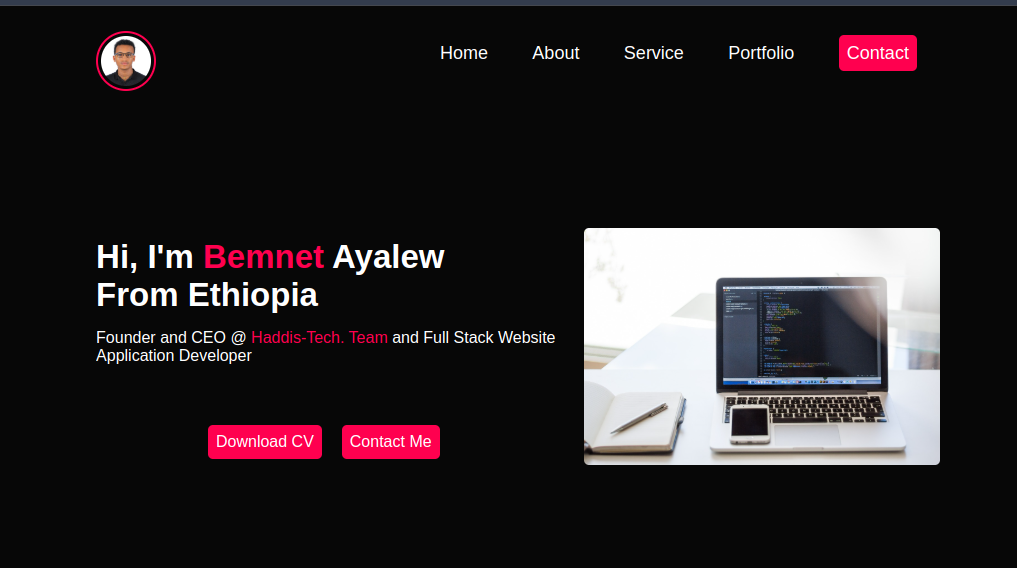 Home About Service Portfolio Contact
Hi, I'm Bemnet Ayalew
From Ethiopia
Founder and CEO @ Haddis-Tech. Team and Full Stack Website
Application Developer
Download CV Contact Me